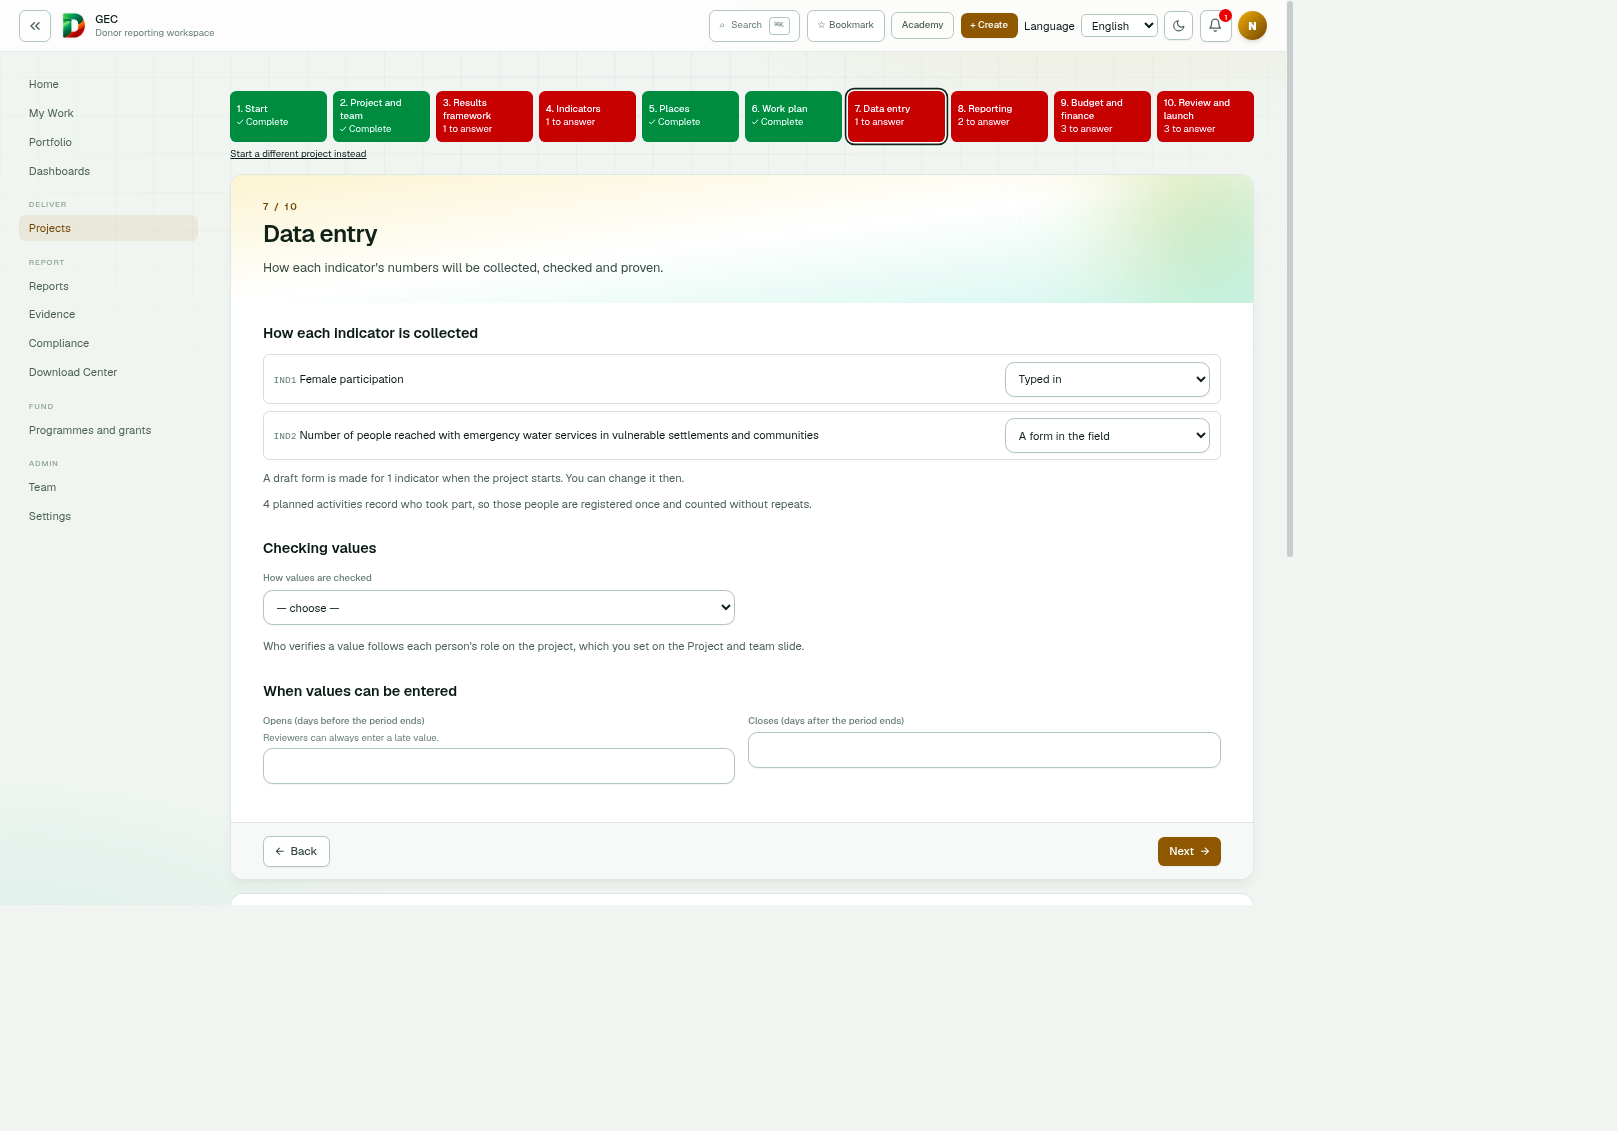 GEC
Donor reporting workspace
Search ⌘K
☆ Bookmark
Academy
+ Create
Language
English
1
N
Home
My Work
Portfolio
Dashboards
DELIVER
Projects
REPORT
Reports
Evidence
Compliance
Download Center
FUND
Programmes and grants
ADMIN
Team
Settings
1. Start
✓ Complete
2. Project and team
✓ Complete
3. Results framework
1 to answer
4. Indicators
1 to answer
5. Places
✓ Complete
6. Work plan
✓ Complete
7. Data entry
1 to answer
8. Reporting
2 to answer
9. Budget and finance
3 to answer
10. Review and launch
3 to answer
Start a different project instead
7 / 10
Data entry
How each indicator's numbers will be collected, checked and proven.
How each indicator is collected
IND1 Female participation
Typed in
IND2 Number of people reached with emergency water services in vulnerable settlements and communities
A form in the field
A draft form is made for 1 indicator when the project starts. You can change it then.
4 planned activities record who took part, so those people are registered once and counted without repeats.
Checking values
How values are checked
— choose —
Who verifies a value follows each person's role on the project, which you set on the Project and team slide.
When values can be entered
Opens (days before the period ends)
Reviewers can always enter a late value.
Closes (days after the period ends)
← Back
Next →